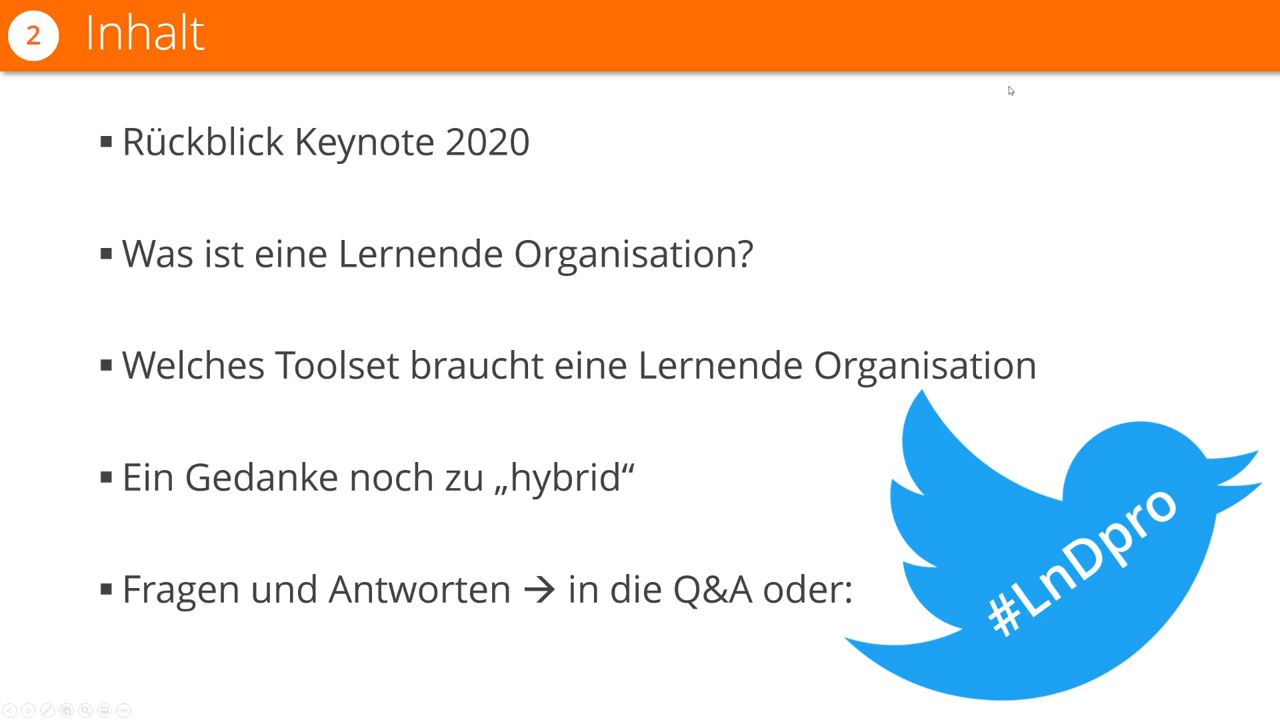 2 Inhalt
▪ Rückblick Keynote 2020
▪ Was ist eine Lernende Organisation?
▪ Welches Toolset braucht eine Lernende Organisation
▪ Ein Gedanke noch zu „hybrid“
▪ Fragen und Antworten → in die Q&A oder:
#LnDpro